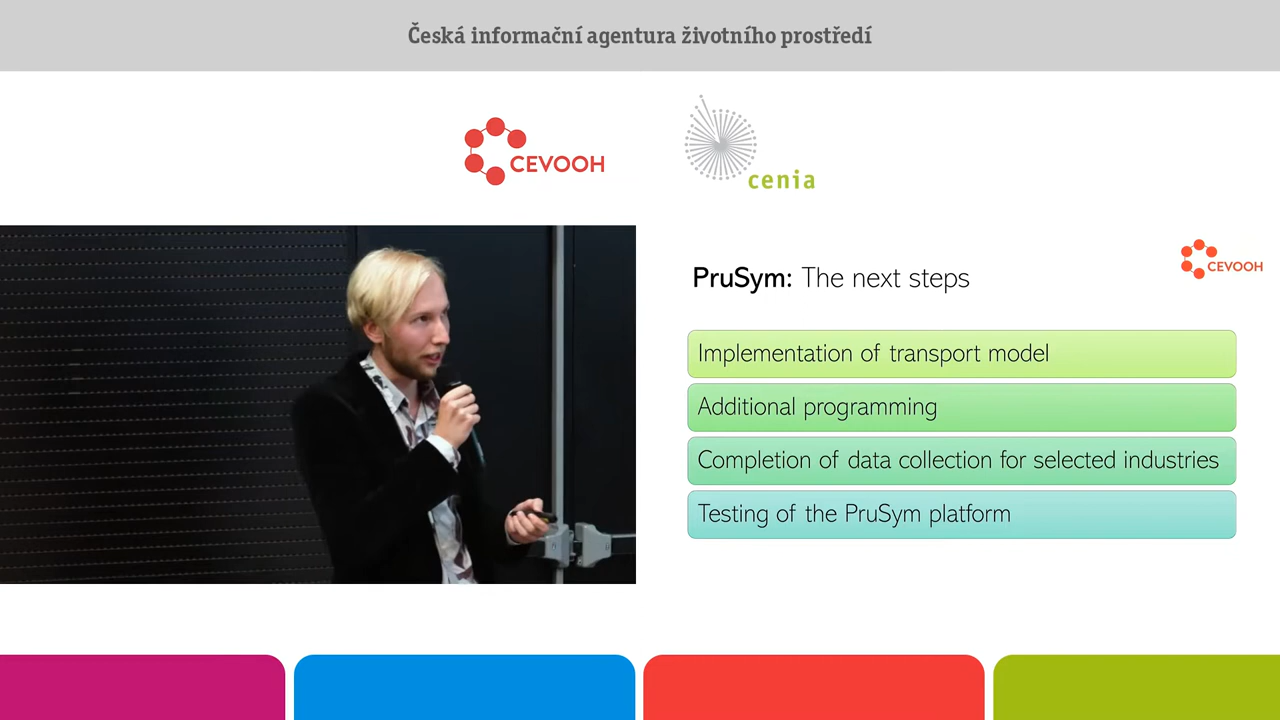 Česká informační agentura životního prostředí
CEVOOH
cenia
PruSym: The next steps
CEVOOH
Implementation of transport model
Additional programming
Completion of data collection for selected industries
Testing of the PruSym platform